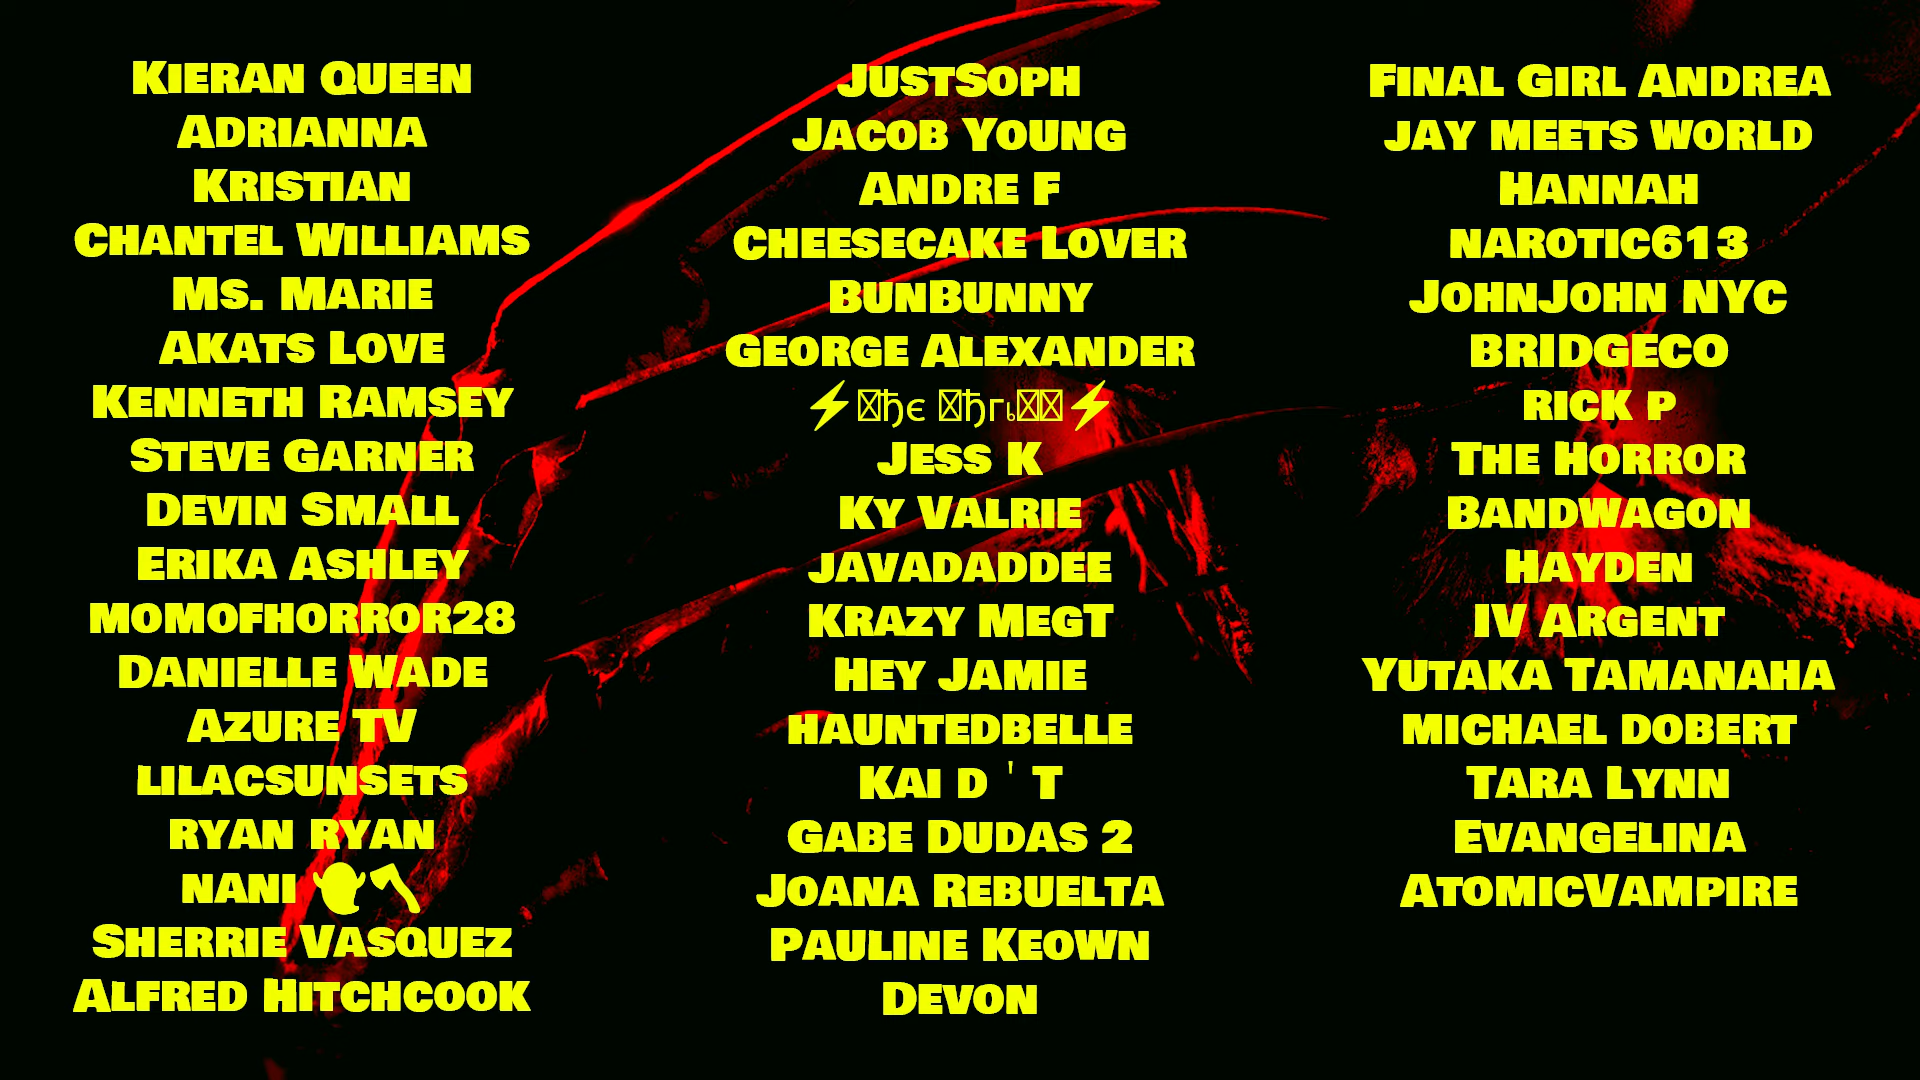 Kieran Queen
Adrianna
Kristian
Chantel Williams
Ms. Marie
Akats Love
Kenneth Ramsey
Steve Garner
Devin Small
Erika Ashley
momofhorror28
Danielle Wade
Azure TV
lilacsunsets
ryan ryan
nani
Sherrie Vasquez
Alfred Hitchcook
JustSoph
Jacob Young
Andre F
Cheesecake Lover
BunBunny
George Alexander
Jess K
Ky Valrie
javadaddee
Krazy MegT
Hey Jamie
hauntedbelle
Kai D ' T
Gabe Dudas 2
Joana Rebuelta
Pauline Keown
Devon
Final Girl Andrea
jay meets world
Hannah
narotic613
JohnJohn NYC
BRIDGECO
rick p
The Horror
Bandwagon
Hayden
IV Argent
Yutaka Tamanaha
michael dobert
Tara Lynn
Evangelina
AtomicVampire